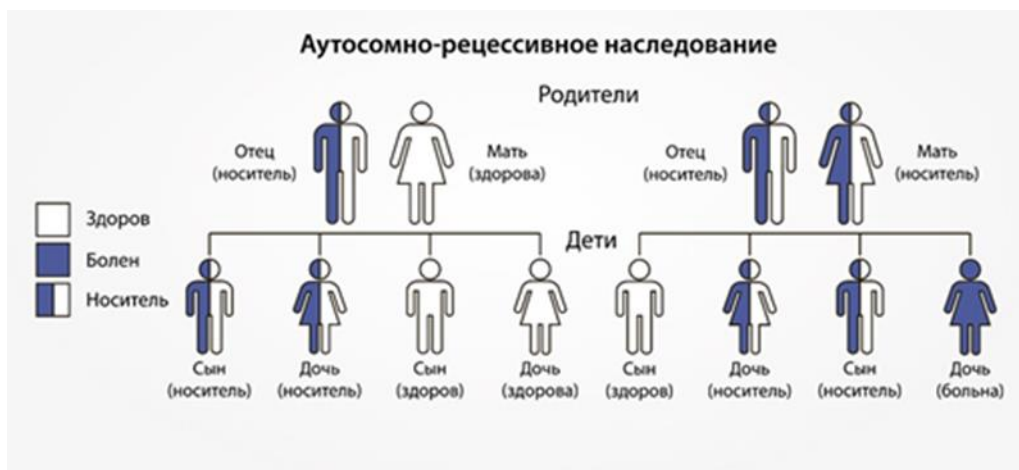 Аутосомно-рецессивное наследование
Родители
Отец
(носитель)
Мать
(здорова)
Отец
(носитель)
Мать
(носитель)
Здоров
Болен
Носитель
Дети
Сын
(носитель)
Дочь
(носитель)
Сын
(здоров)
Дочь
(здорова)
Сын
(здоров)
Дочь
(носитель)
Сын
(носитель)
Дочь
(больна)